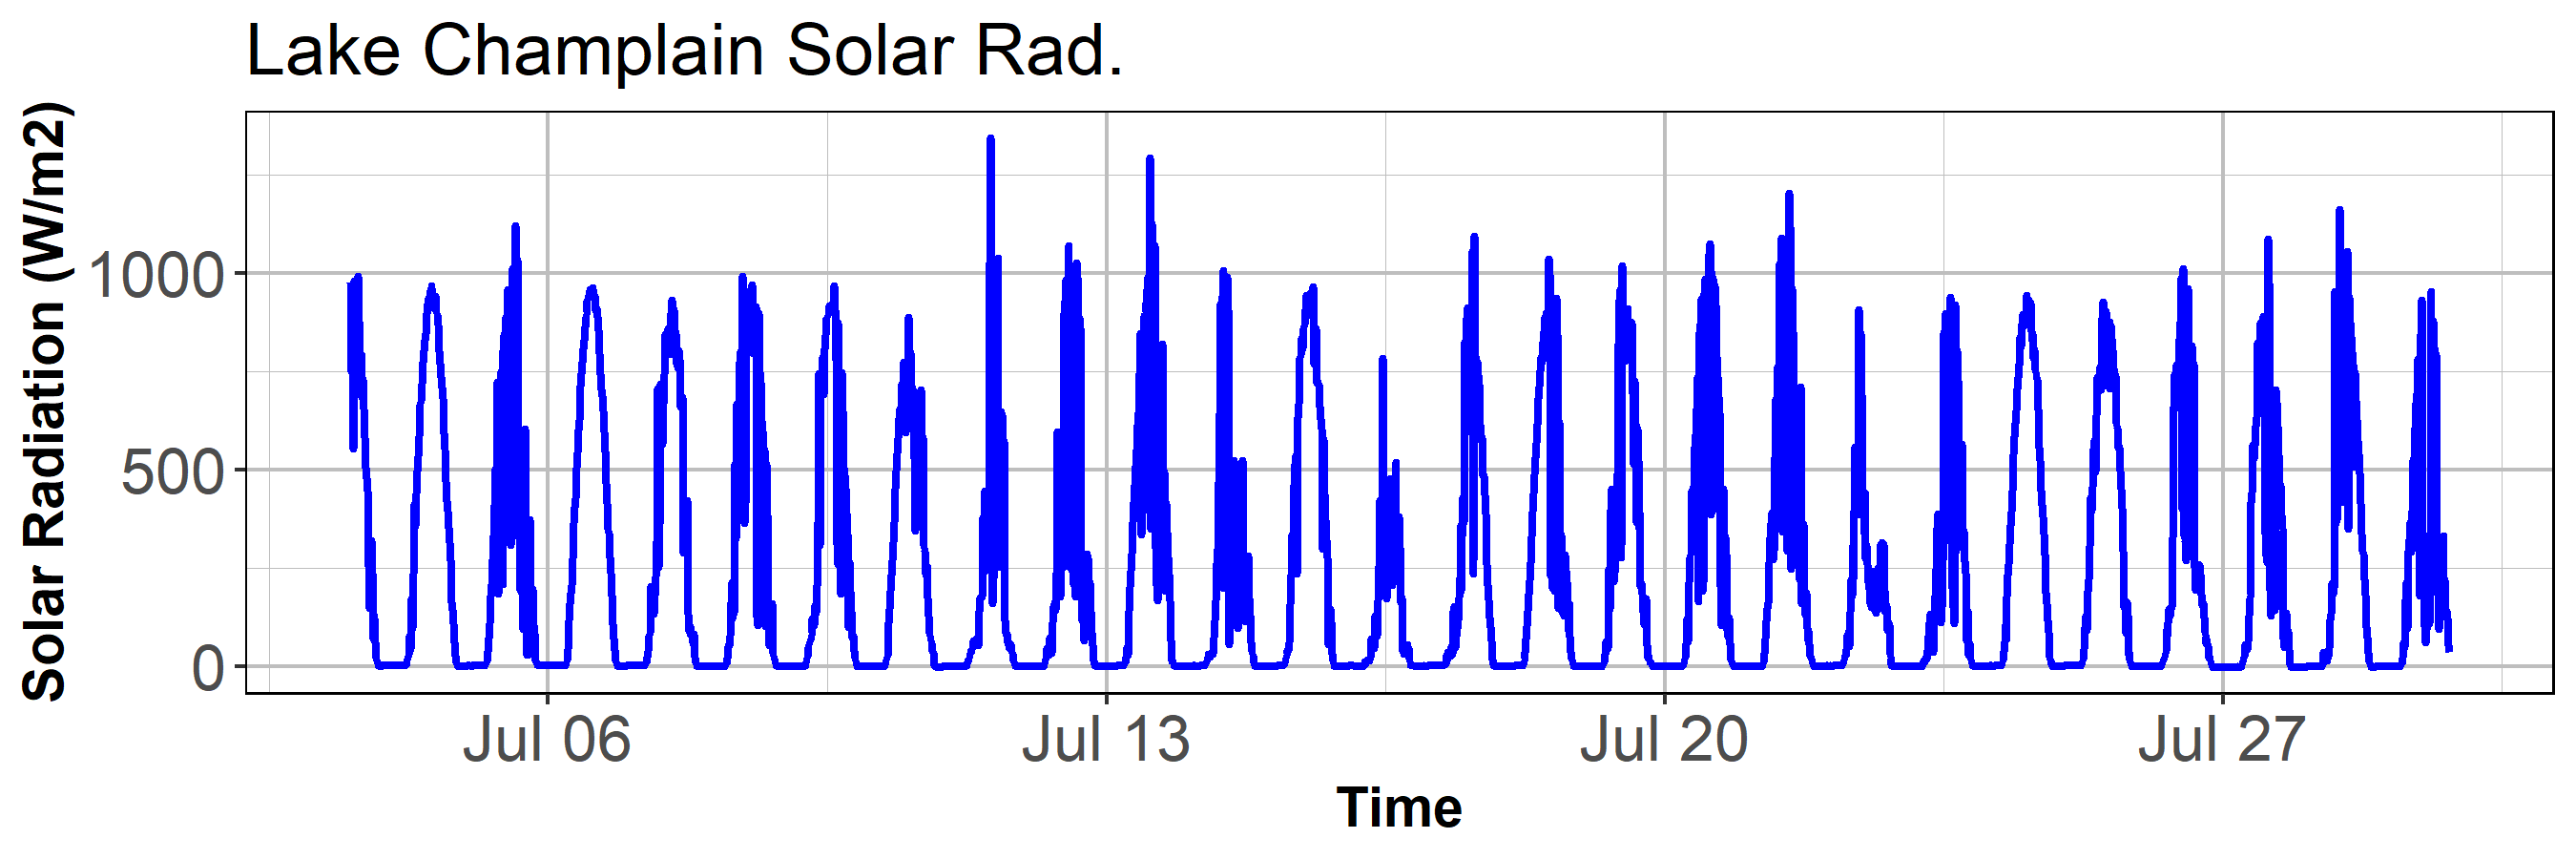 Lake Champlain Solar Rad.
Solar Radiation (W/m2)
1000
500
0
Jul 06
Jul 13
Jul 20
Jul 27
Time